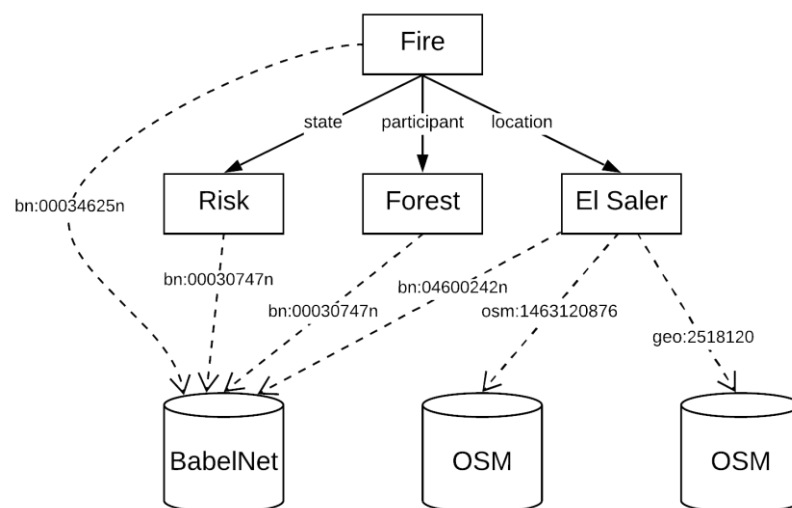 Fire
state
participant
location
Risk
Forest
El Saler
bn:00034625n
bn:00030747n
bn:04600242n
bn:00030747n
osm:1463120876
geo:2518120
BabelNet
OSM
OSM